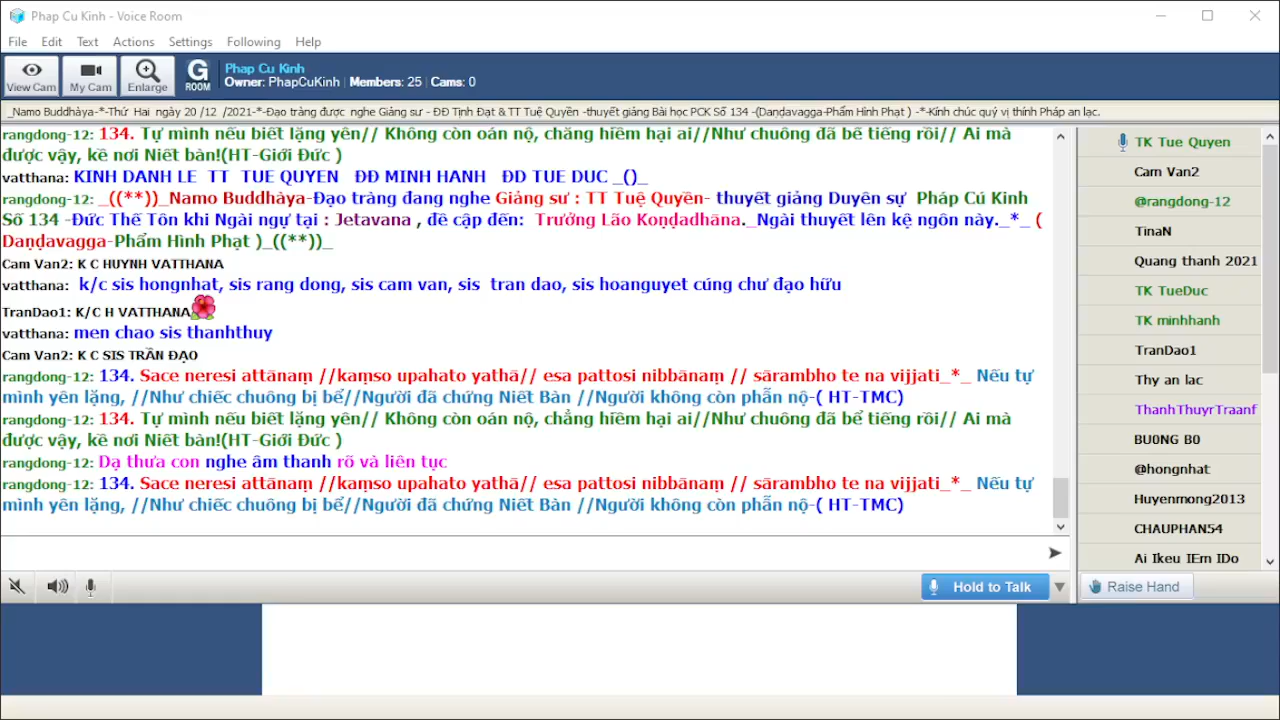 Phap Cu Kinh - Voice Room
File Edit Text Actions Settings Following Help
View Cam My Cam Enlarge G ROOM
Phap Cu Kinh
Owner: PhapCuKinh | Members: 25 | Cams: 0
_Namo Buddhàya-*-Thứ Hai ngày 20 /12 /2021-*-Đạo tràng được nghe Giảng sư - ĐĐ Tịnh Đạt & TT Tuệ Quyền -thuyết giảng Bài học PCK Số 134 -(Daṇḍavagga-Phẩm Hình Phạt ) -*-Kính chúc quý vị thính Pháp an lạc.
rangdong-12: 134. Tự mình nếu biết lặng yên// Không còn oán nộ, chẳng hiềm hại ai//Như chuông đã bể tiếng rồi// Ai mà
được vậy, kề nơi Niết bàn!(HT-Giới Đức )
vatthana: KINH DANH LE TT TUE QUYEN ĐĐ MINH HANH ĐD TUE DUC _()_
rangdong-12: _((**))_Namo Buddhàya-Đạo tràng đang nghe Giảng sư : TT Tuệ Quyền- thuyết giảng Duyên sự Pháp Cú Kinh
Số 134 -Đức Thế Tôn khi Ngài ngự tại : Jetavana , đề cập đến: Trưởng Lão Koṇḍadhāna._Ngài thuyết lên kệ ngôn này._*_ (
Daṇḍavagga-Phẩm Hình Phạt )_((**))_
Cam Van2: K C HUYNH VATTHANA
vatthana: k/c sis hongnhat, sis rang dong, sis cam van, sis tran dao, sis hoanguyet cúng chư đạo hữu
TranDao1: K/C H VATTHANA
vatthana: men chao sis thanhthuy
Cam Van2: K C SIS TRẦN ĐẠO
rangdong-12: 134. Sace neresi attānaṃ //kaṃso upahato yathā// esa pattosi nibbānaṃ // sārambho te na vijjati_*_ Nếu tự
mình yên lặng, //Như chiếc chuông bị bể//Người đã chứng Niết Bàn //Người không còn phẫn nộ-( HT-TMC)
rangdong-12: 134. Tự mình nếu biết lặng yên// Không còn oán nộ, chẳng hiềm hại ai//Như chuông đã bể tiếng rồi// Ai mà
được vậy, kề nơi Niết bàn!(HT-Giới Đức )
rangdong-12: Dạ thưa con nghe âm thanh rõ và liên tục
rangdong-12: 134. Sace neresi attānaṃ //kaṃso upahato yathā// esa pattosi nibbānaṃ // sārambho te na vijjati_*_ Nếu tự
mình yên lặng, //Như chiếc chuông bị bể//Người đã chứng Niết Bàn //Người không còn phẫn nộ-( HT-TMC)
Hold to Talk
TK Tue Quyen
Cam Van2
@rangdong-12
TinaN
Quang thanh 2021
TK TueDuc
TK minhhanh
TranDao1
Thy an lac
ThanhThuyrTraanf
BU0NG B0
@hongnhat
Huyenmong2013
CHAUPHAN54
Ai Ikeu IEm IDo
Raise Hand